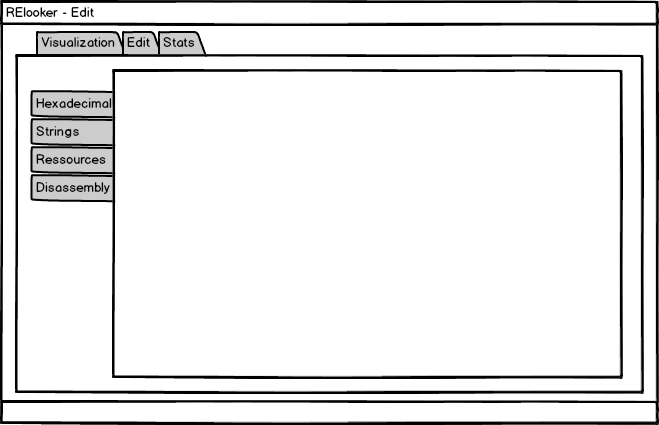 RElooker - Edit
Visualization Edit Stats
Hexadecimal
Strings
Ressources
Disassembly